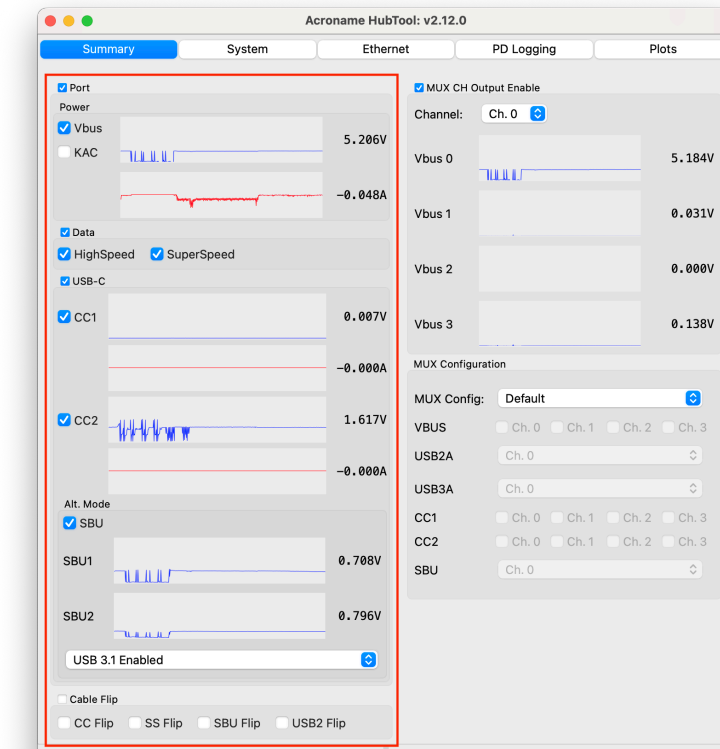 Acroname HubTool: v2.12.0
Summary System Ethernet PD Logging Plots
Port
Power
Vbus
5.206V
KAC
-0.048A
Data
HighSpeed SuperSpeed
USB-C
CC1
0.007V
-0.000A
CC2
1.617V
-0.000A
Alt. Mode
SBU
SBU1
0.708V
SBU2
0.796V
USB 3.1 Enabled
Cable Flip
CC Flip SS Flip SBU Flip USB2 Flip
MUX CH Output Enable
Channel: Ch. 0
Vbus 0 5.184V
Vbus 1 0.031V
Vbus 2 0.000V
Vbus 3 0.138V
MUX Configuration
MUX Config: Default
VBUS Ch. 0 Ch. 1 Ch. 2 Ch. 3
USB2A Ch. 0
USB3A Ch. 0
CC1 Ch. 0 Ch. 1 Ch. 2 Ch. 3
CC2 Ch. 0 Ch. 1 Ch. 2 Ch. 3
SBU Ch. 0